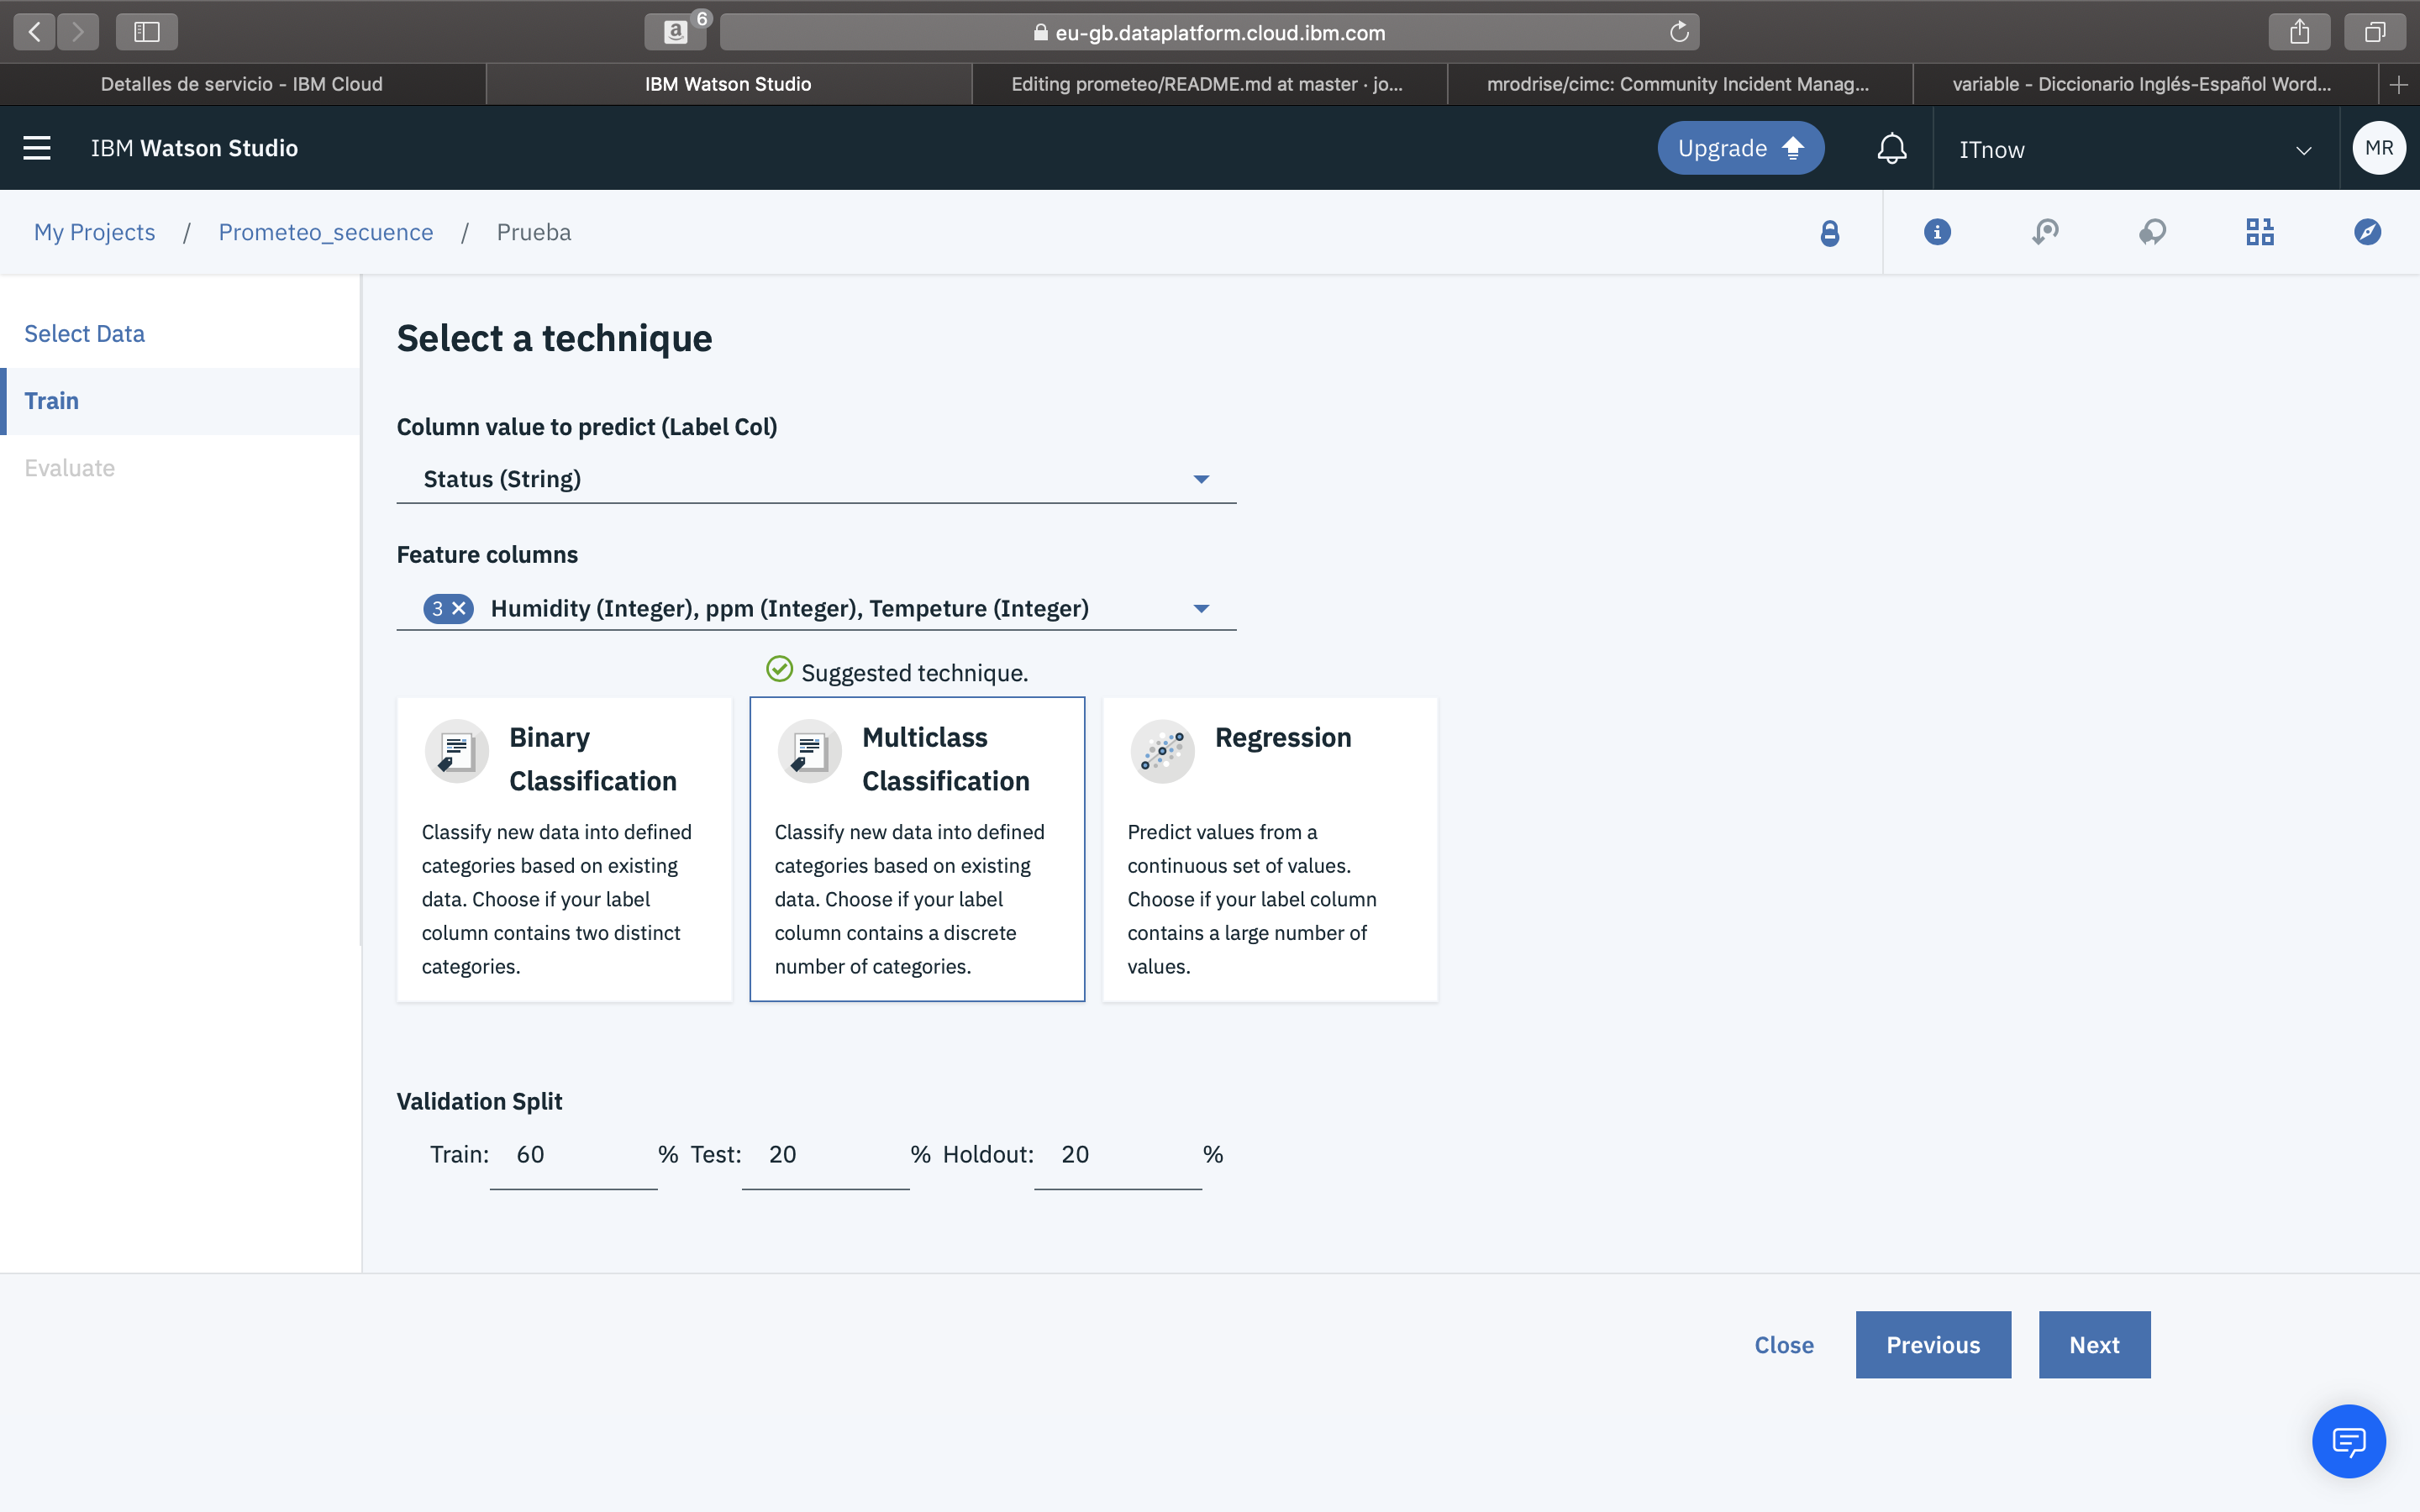 6
eu-gb.dataplatform.cloud.ibm.com
Detalles de servicio - IBM Cloud
IBM Watson Studio
Editing prometeo/README.md at master · jo...
mrodrise/cimc: Community Incident Manag...
variable - Diccionario Inglés-Español Word...
IBM Watson Studio
Upgrade
ITnow
MR
My Projects / Prometeo_secuence / Prueba
Select Data
Train
Evaluate
Select a technique
Column value to predict (Label Col)
Status (String)
Feature columns
3 Humidity (Integer), ppm (Integer), Tempeture (Integer)
Suggested technique.
Binary
Classification
Classify new data into defined
categories based on existing
data. Choose if your label
column contains two distinct
categories.
Multiclass
Classification
Classify new data into defined
categories based on existing
data. Choose if your label
column contains a discrete
number of categories.
Regression
Predict values from a
continuous set of values.
Choose if your label column
contains a large number of
values.
Validation Split
Train: 60 % Test: 20 % Holdout: 20 %
Close
Previous
Next